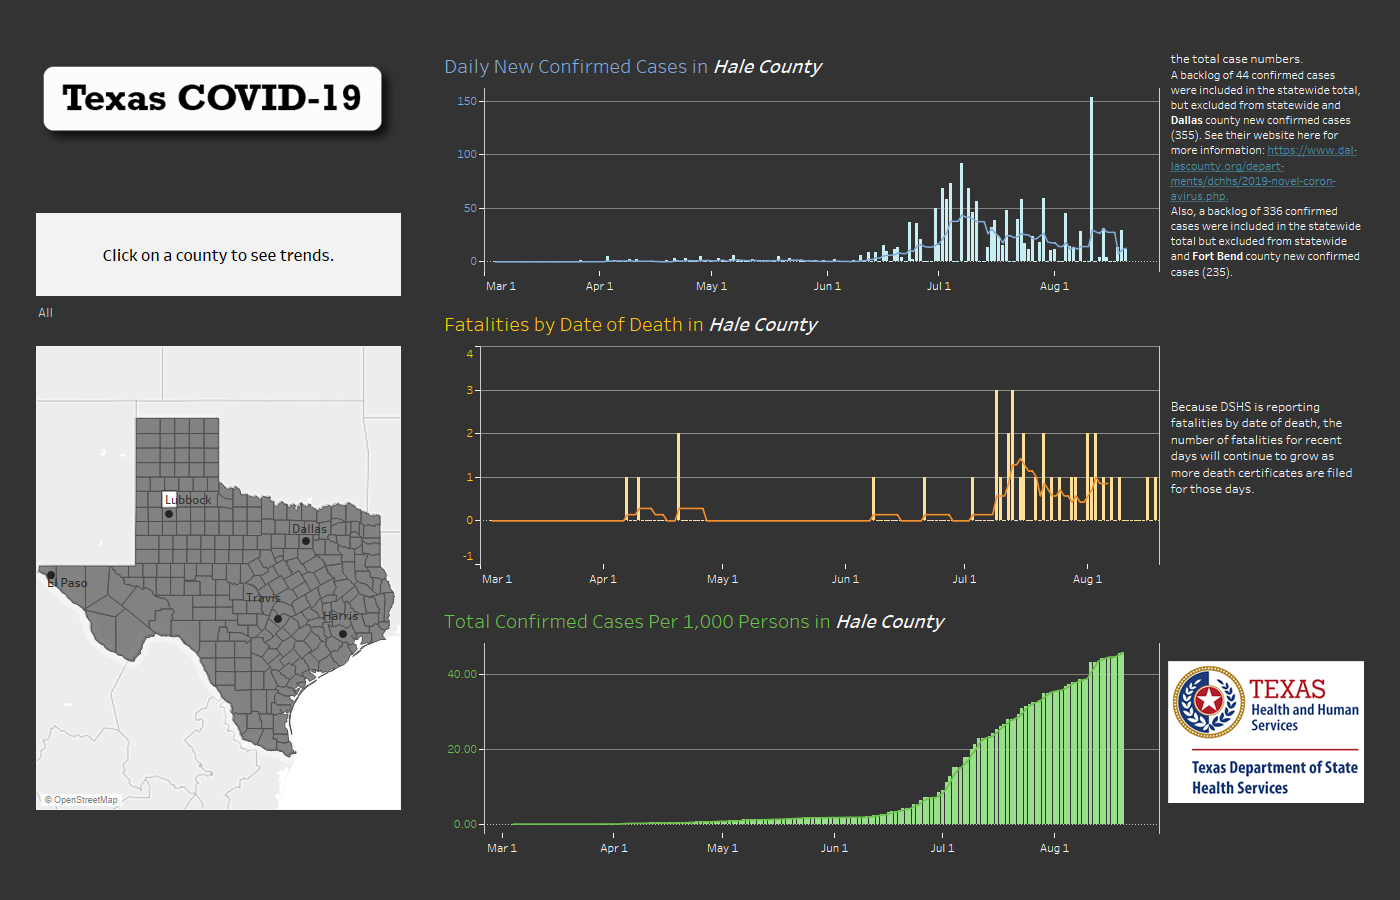 Texas COVID-19
Click on a county to see trends.
All
Lubbock
Dallas
El Paso
Travis
Harris
© OpenStreetMap
Daily New Confirmed Cases in Hale County
150
100
50
0
Mar 1
Apr 1
May 1
Jun 1
Jul 1
Aug 1
the total case numbers.
A backlog of 44 confirmed cases
were included in the statewide total,
but excluded from statewide and
Dallas county new confirmed cases
(355). See their website here for
more information: https://www.dal-
lascounty.org/depart-
ments/dchhs/2019-novel-coron-
avirus.php.
Also, a backlog of 336 confirmed
cases were included in the statewide
total but excluded from statewide
and Fort Bend county new confirmed
cases (235).
Fatalities by Date of Death in Hale County
4
3
2
1
0
-1
Mar 1
Apr 1
May 1
Jun 1
Jul 1
Aug 1
Because DSHS is reporting
fatalities by date of death, the
number of fatalities for recent
days will continue to grow as
more death certificates are filed
for those days.
Total Confirmed Cases Per 1,000 Persons in Hale County
40.00
20.00
0.00
Mar 1
Apr 1
May 1
Jun 1
Jul 1
Aug 1
TEXAS
Health and Human
Services
Texas Department of State
Health Services